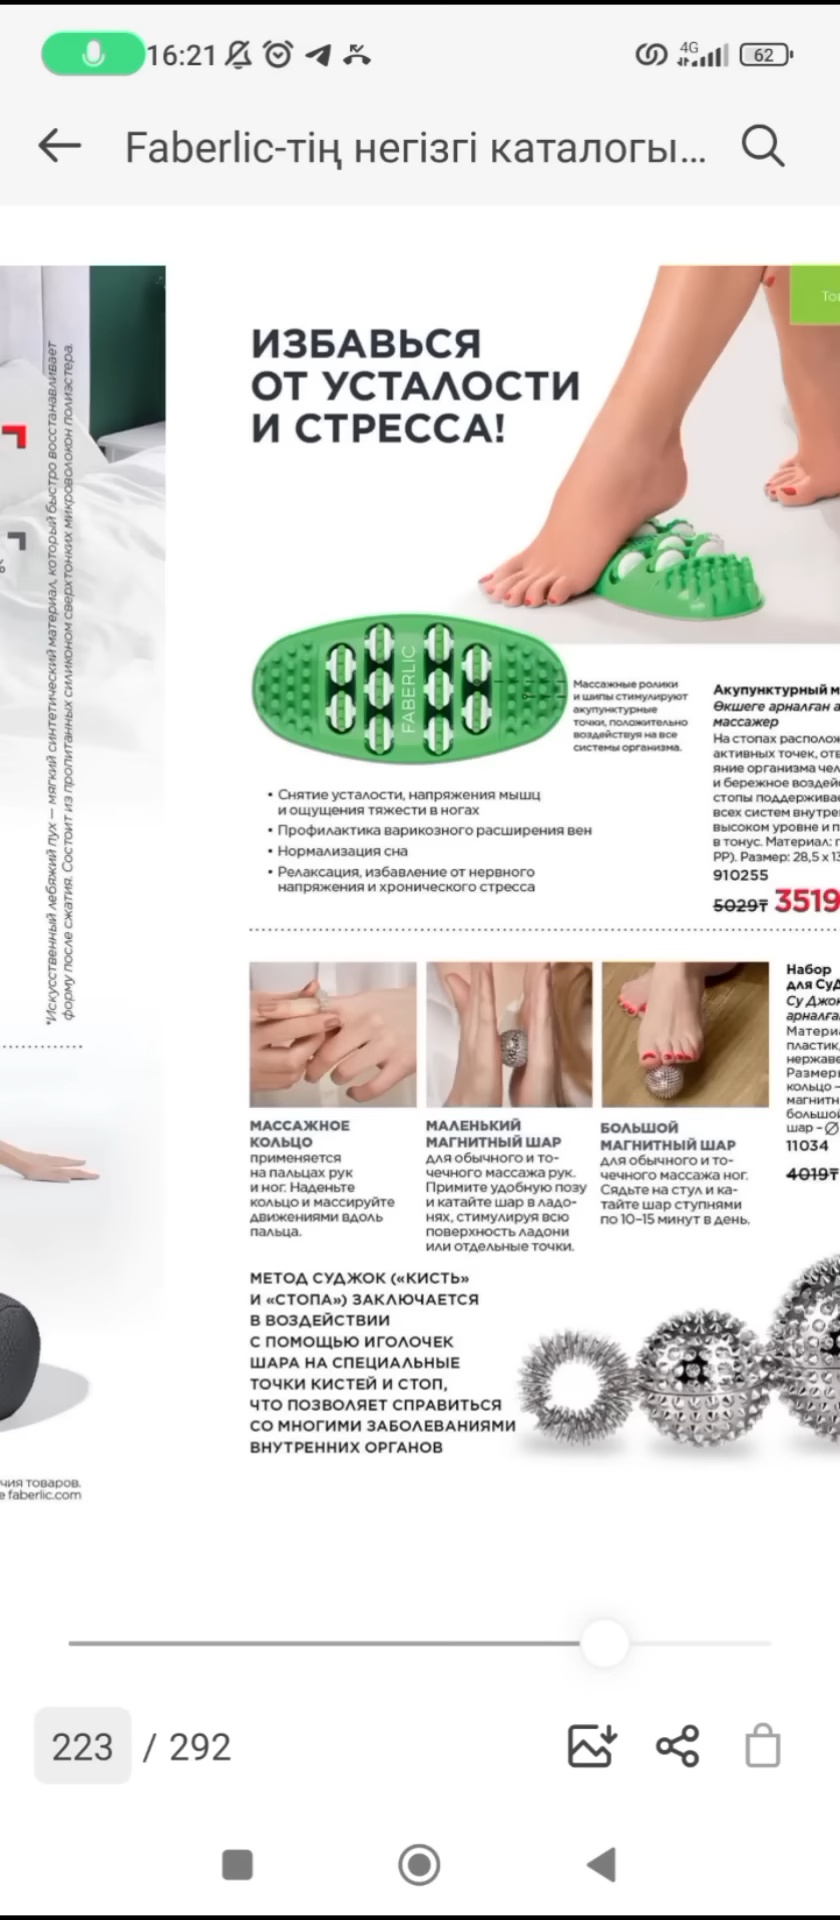 16:21
4G
62
Faberlic-тің негізгі каталогы...
*Искусственный лебяжий пух — мягкий синтетический материал, который быстро восстанавливает
форму после сжатия. Состоит из пропитанных силиконом сверхтонких микроволокон полиэстера.
%
чия товаров.
е faberlic.com
ИЗБАВЬСЯ
ОТ УСТАЛОСТИ
И СТРЕССА!
FABERLIC
Массажные ролики
и шипы стимулируют
акупунктурные
точки, положительно
воздействуя на все
системы организма.
• Снятие усталости, напряжения мышц
и ощущения тяжести в ногах
• Профилактика варикозного расширения вен
• Нормализация сна
• Релаксация, избавление от нервного
напряжения и хронического стресса
Акупунктурный м
Өкшеге арналған а
массажер
На стопах располож
активных точек, отв
яние организма чел
и бережное воздей
стопы поддержива
всех систем внутре
высоком уровне и п
в тонус. Материал: п
PP). Размер: 28,5 х 13
910255
5029₸ 3519
МАССАЖНОЕ
КОЛЬЦО
применяется
на пальцах рук
и ног. Наденьте
кольцо и массируйте
движениями вдоль
пальца.
МАЛЕНЬКИЙ
МАГНИТНЫЙ ШАР
для обычного и то-
чечного массажа рук.
Примите удобную позу
и катайте шар в ладо-
нях, стимулируя всю
поверхность ладони
или отдельные точки.
БОЛЬШОЙ
МАГНИТНЫЙ ШАР
для обычного и то-
чечного массажа ног.
Сядьте на стул и ка-
тайте шар ступнями
по 10–15 минут в день.
Набор
для СуД
Су Джо
арналға
Матери
пластик,
нержаве
Размеры
кольцо –
магнитн
большой
шар – Ø
11034
4019₸
МЕТОД СУДЖОК («КИСТЬ»
И «СТОПА») ЗАКЛЮЧАЕТСЯ
В ВОЗДЕЙСТВИИ
С ПОМОЩЬЮ ИГОЛОЧЕК
ШАРА НА СПЕЦИАЛЬНЫЕ
ТОЧКИ КИСТЕЙ И СТОП,
ЧТО ПОЗВОЛЯЕТ СПРАВИТЬСЯ
СО МНОГИМИ ЗАБОЛЕВАНИЯМИ
ВНУТРЕННИХ ОРГАНОВ
223 / 292